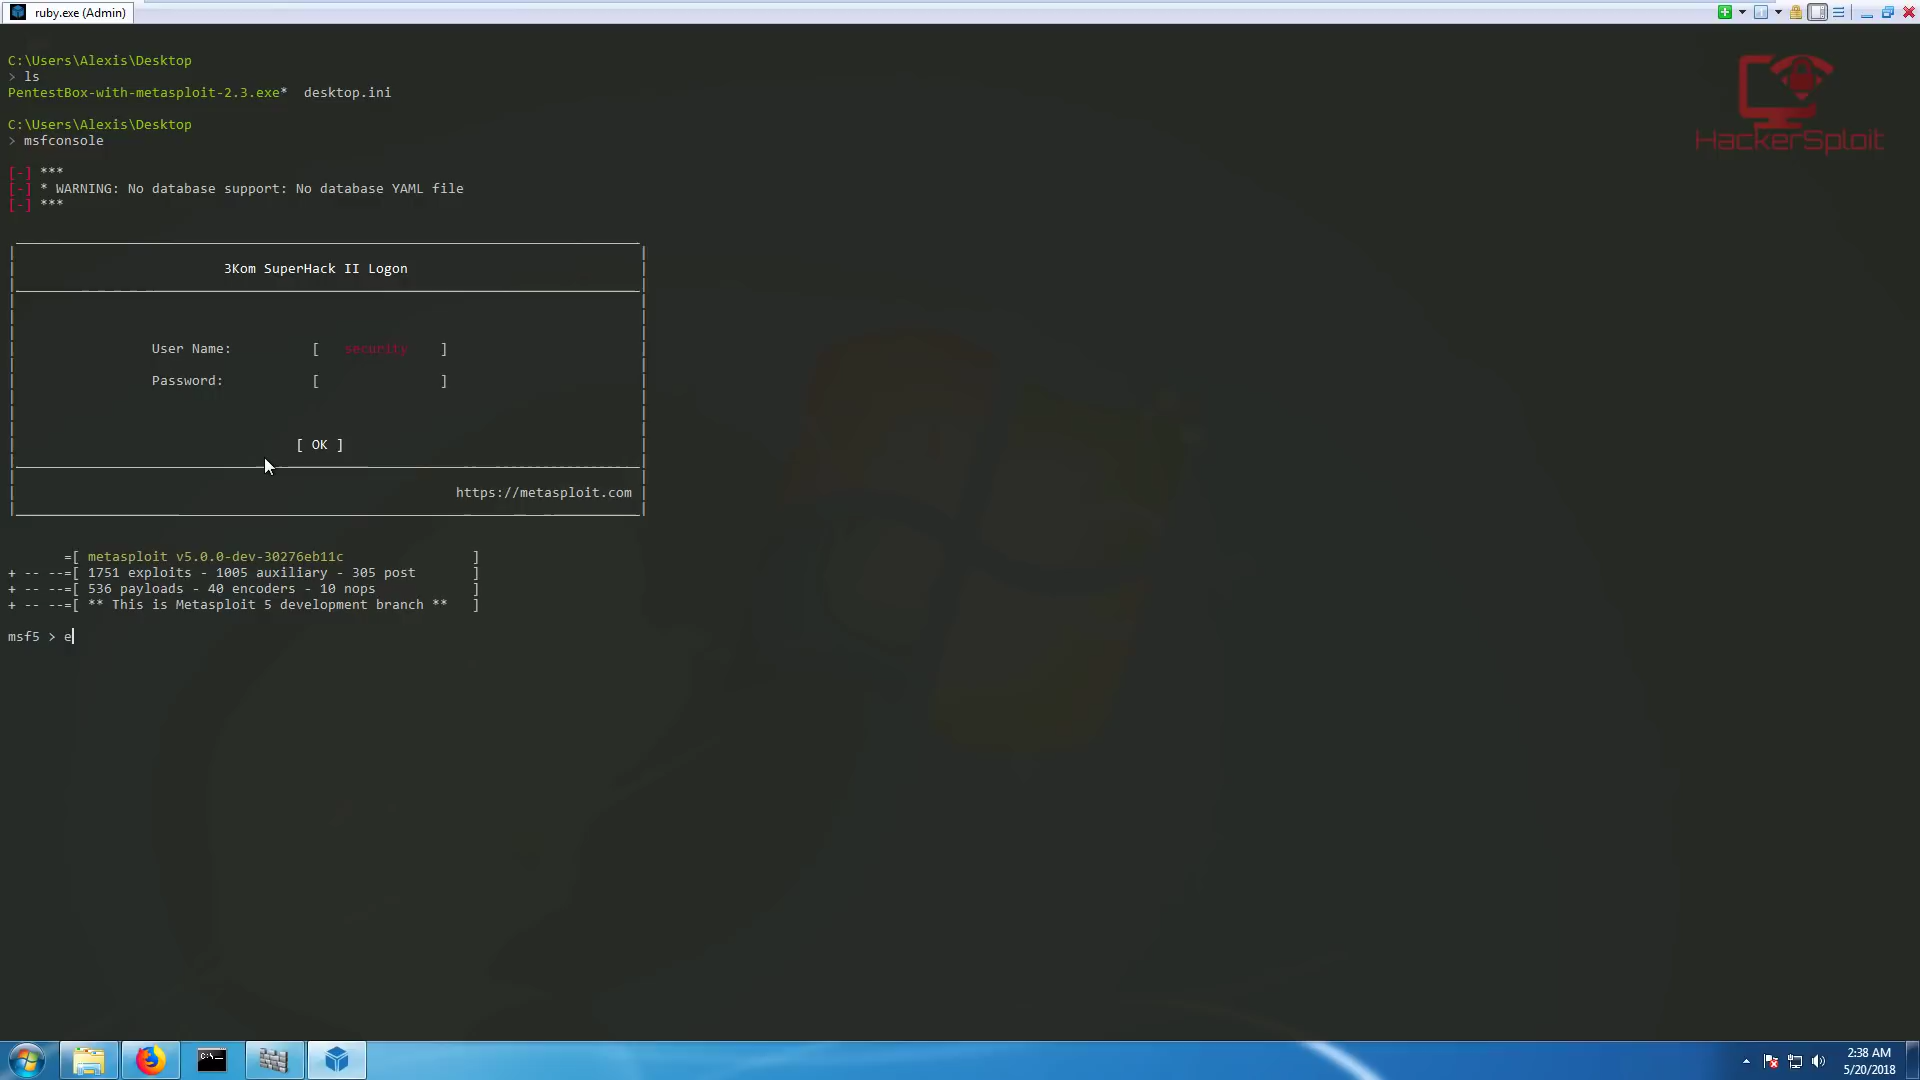 ruby.exe (Admin)
C:\Users\Alexis\Desktop
> ls
PentestBox-with-metasploit-2.3.exe*  desktop.ini
C:\Users\Alexis\Desktop
> msfconsole
[-] ***
[-] * WARNING: No database support: No database YAML file
[-] ***
3Kom SuperHack II Logon
User Name: [ security ]
Password: [ ]
[ OK ]
https://metasploit.com
=[ metasploit v5.0.0-dev-30276eb11c ]
+ -- --=[ 1751 exploits - 1005 auxiliary - 305 post ]
+ -- --=[ 536 payloads - 40 encoders - 10 nops ]
+ -- --=[ ** This is Metasploit 5 development branch ** ]
msf5 > e
HackerSploit
C:\
2:38 AM
5/20/2018